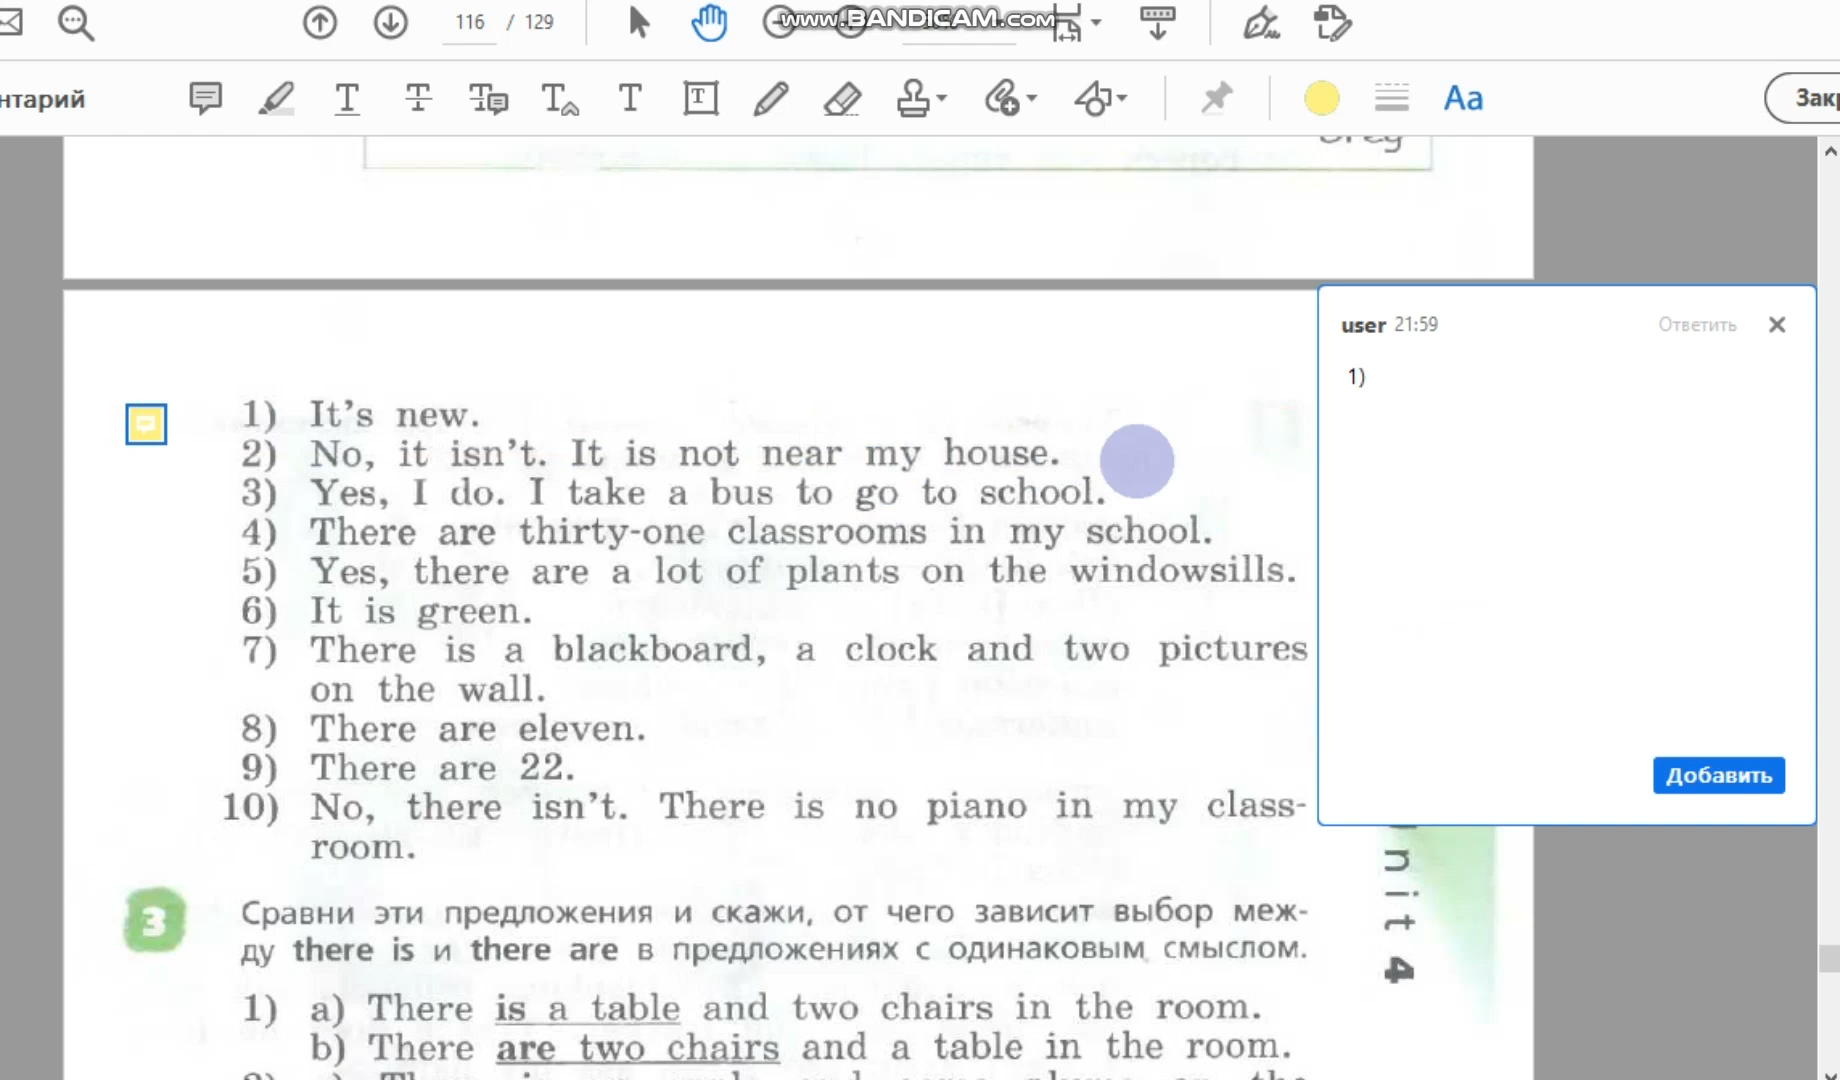 116 / 129
www.BANDICAM.com
нтарий
Aa
Закр
1) It's new.
2) No, it isn't. It is not near my house.
3) Yes, I do. I take a bus to go to school.
4) There are thirty-one classrooms in my school.
5) Yes, there are a lot of plants on the windowsills.
6) It is green.
7) There is a blackboard, a clock and two pictures
on the wall.
8) There are eleven.
9) There are 22.
10) No, there isn't. There is no piano in my class-
room.
user 21:59 Ответить
1)
Добавить
Unit 4
3 Сравни эти предложения и скажи, от чего зависит выбор меж-
ду there is и there are в предложениях с одинаковым смыслом.
1) a) There is a table and two chairs in the room.
b) There are two chairs and a table in the room.